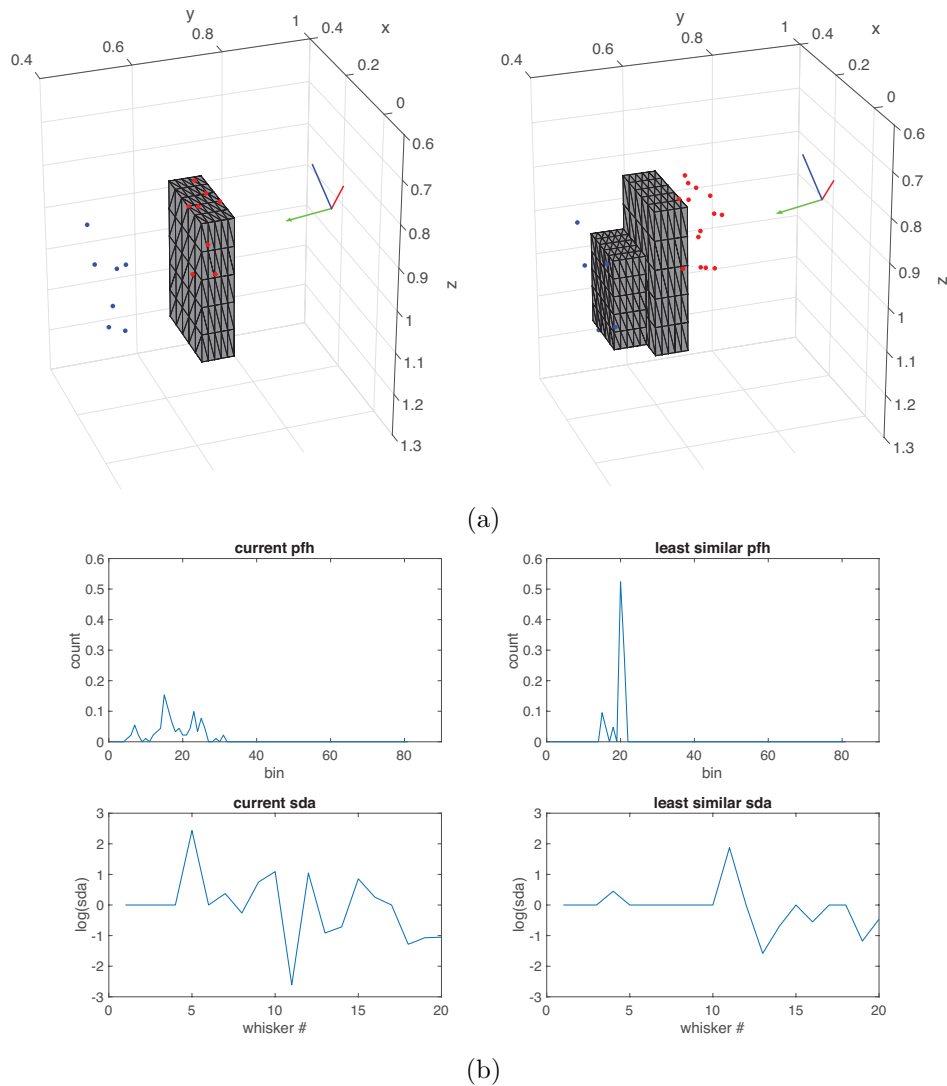 0.4
0.6
y
0.8
1
0.4
x
0.2
0
0.6
0.7
0.8
0.9
z
1
1.1
1.2
1.3
0.4
0.6
y
0.8
1
0.4
x
0.2
0
0.6
0.7
0.8
0.9
z
1
1.1
1.2
1.3
(a)
current pfh
0.6
0.5
0.4
0.3
0.2
0.1
0
count
0 20 40 60 80
bin
least similar pfh
0.6
0.5
0.4
0.3
0.2
0.1
0
count
0 20 40 60 80
bin
current sda
3
2
1
0
-1
-2
-3
log(sda)
0 5 10 15 20
whisker #
least similar sda
3
2
1
0
-1
-2
-3
log(sda)
0 5 10 15 20
whisker #
(b)